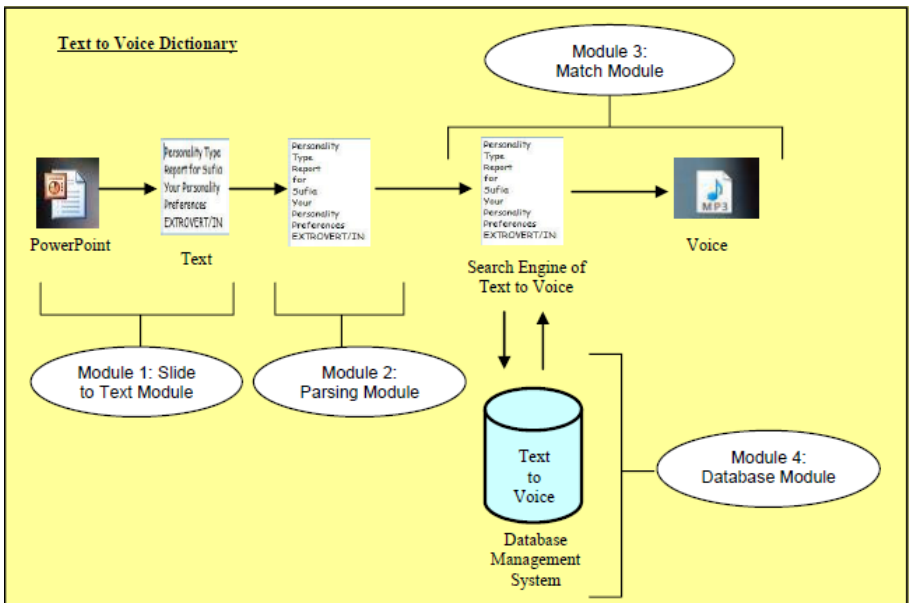 Text to Voice Dictionary
Module 3:
Match Module
Personality Type
Report for Sufia
Your Personality
Preferences
EXTROVERT/IN
Personality
Type
Report
for
Sufia
Your
Personality
Preferences
EXTROVERT/IN
Personality
Type
Report
for
Sufia
Your
Personality
Preferences
EXTROVERT/IN
MP3
PowerPoint
Text
Search Engine of
Text to Voice
Voice
Module 1: Slide
to Text Module
Module 2:
Parsing Module
Text
to
Voice
Database
Management
System
Module 4:
Database Module